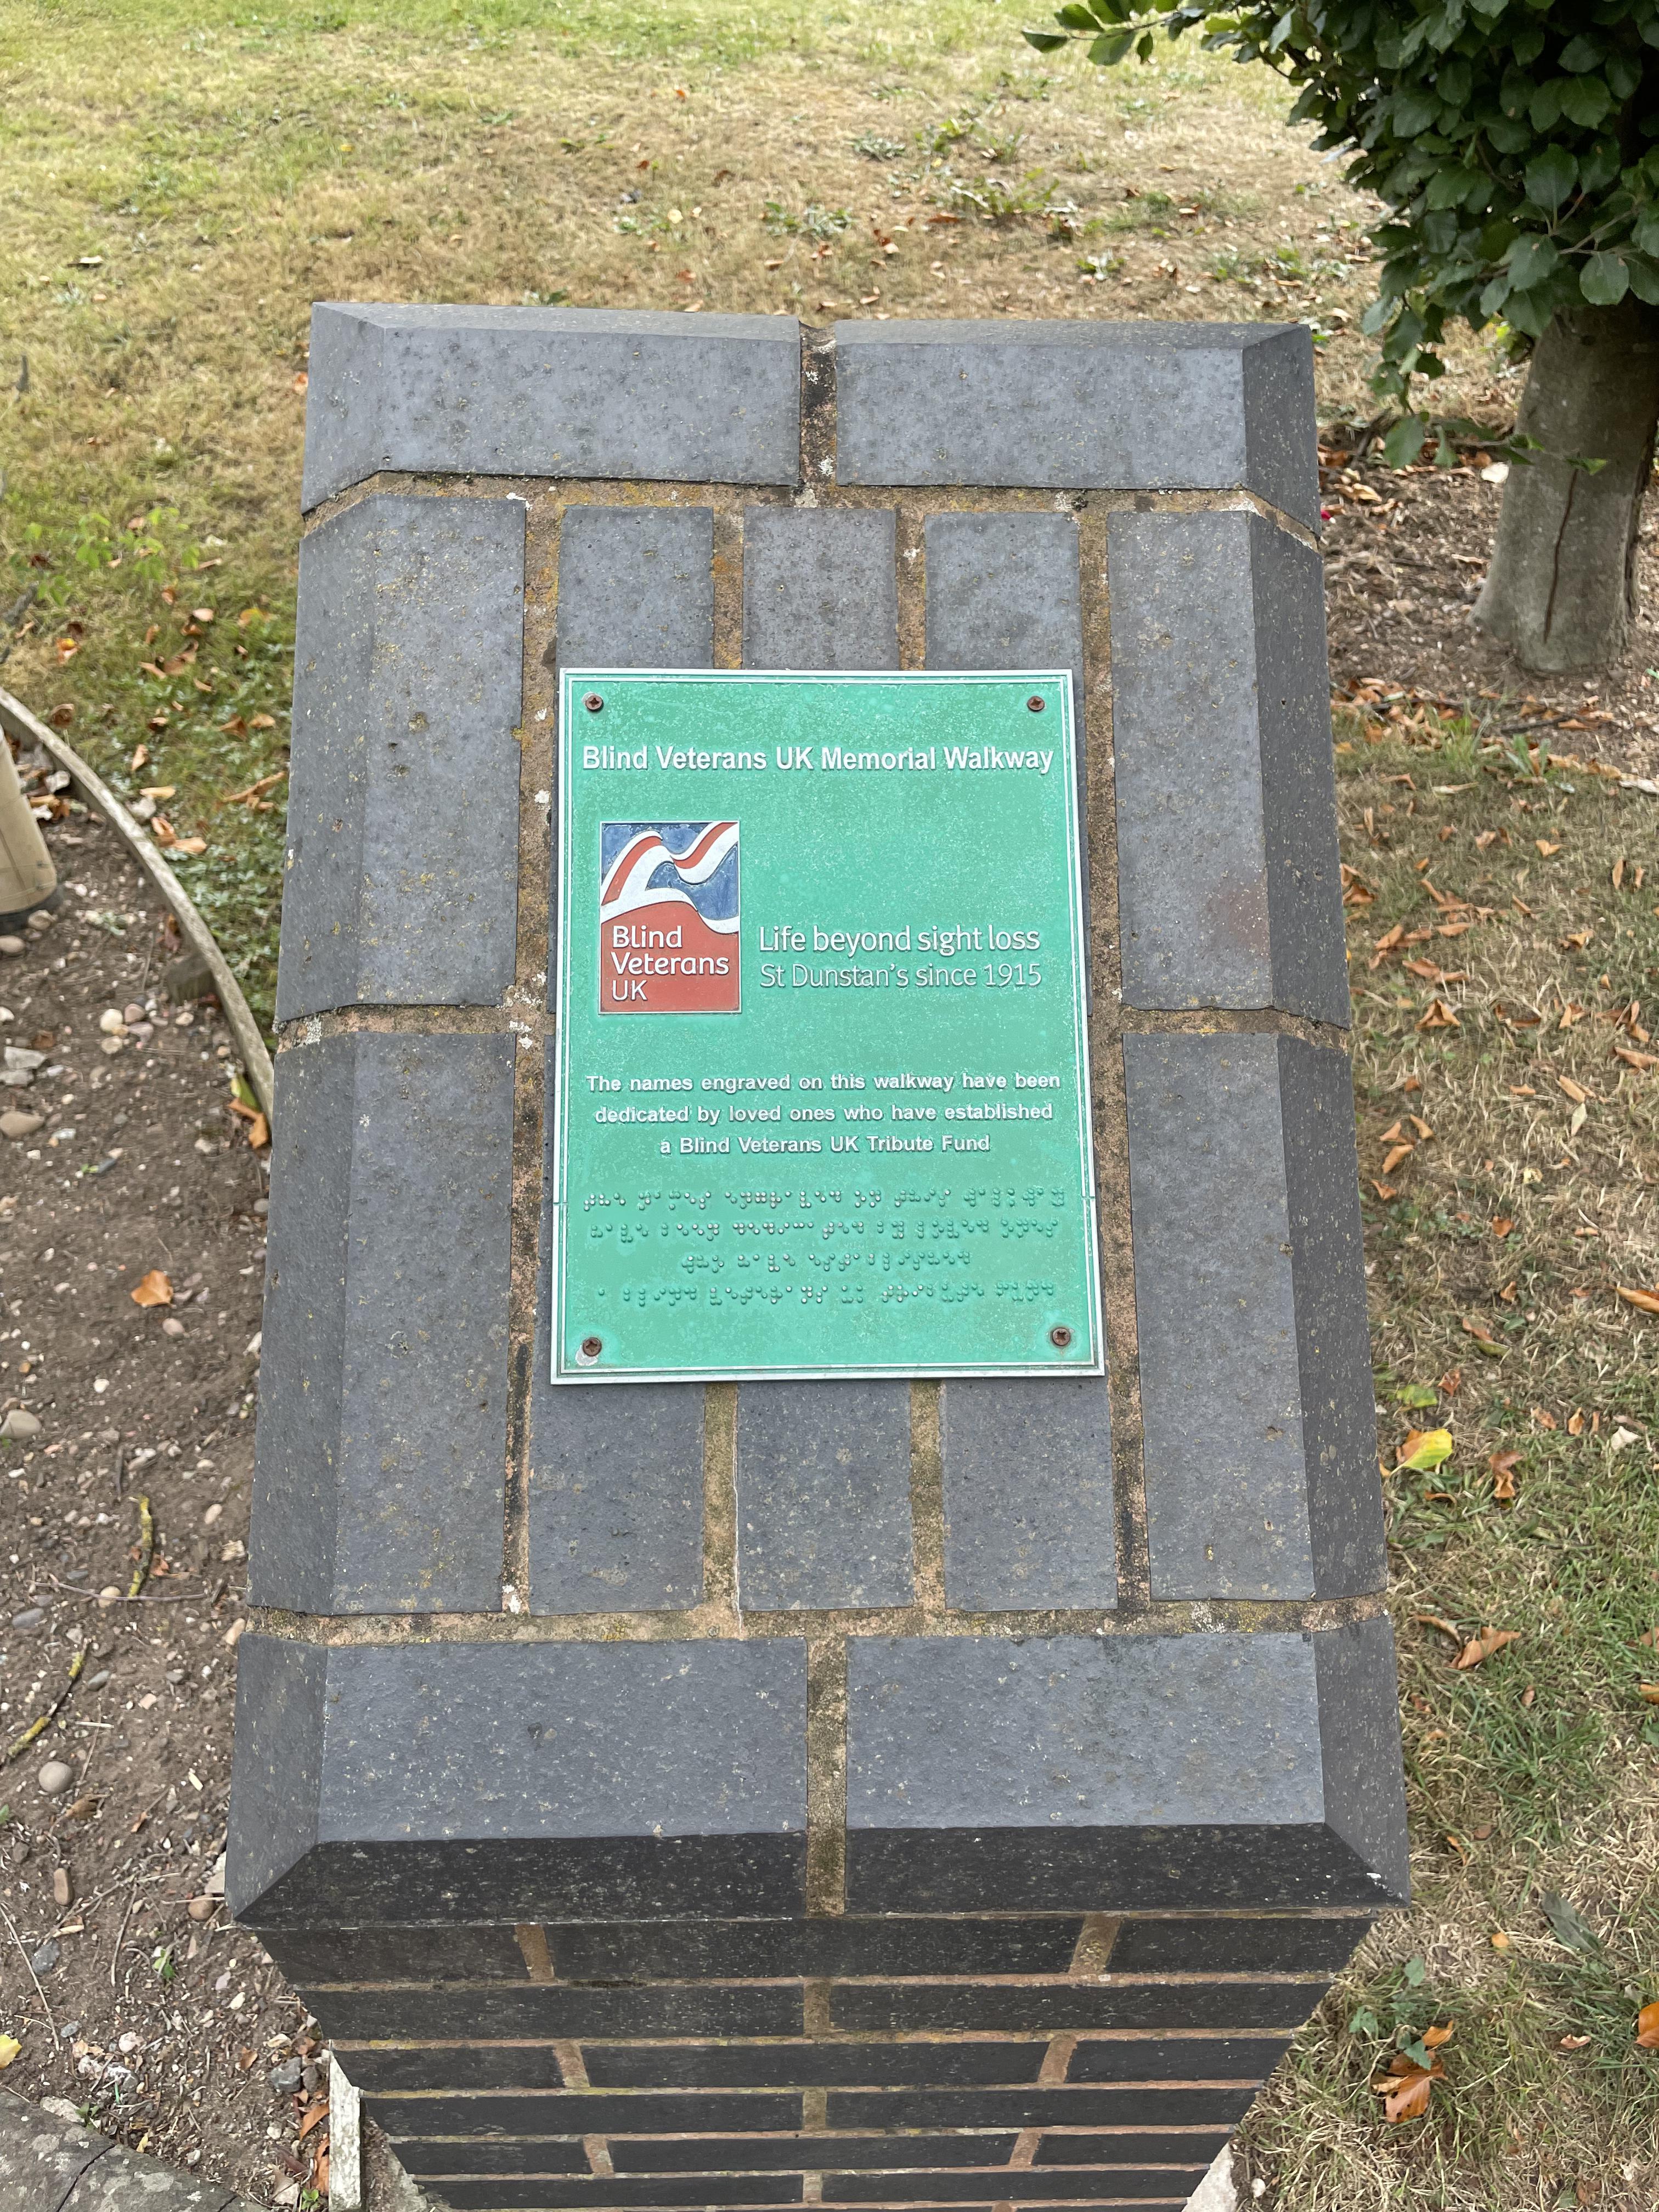 Blind Veterans UK Memorial Walkway
Blind
Veterans
UK
Life beyond sight loss
St Dunstan's since 1915
The names engraved on this walkway have been
dedicated by loved ones who have established
a Blind Veterans UK Tribute Fund